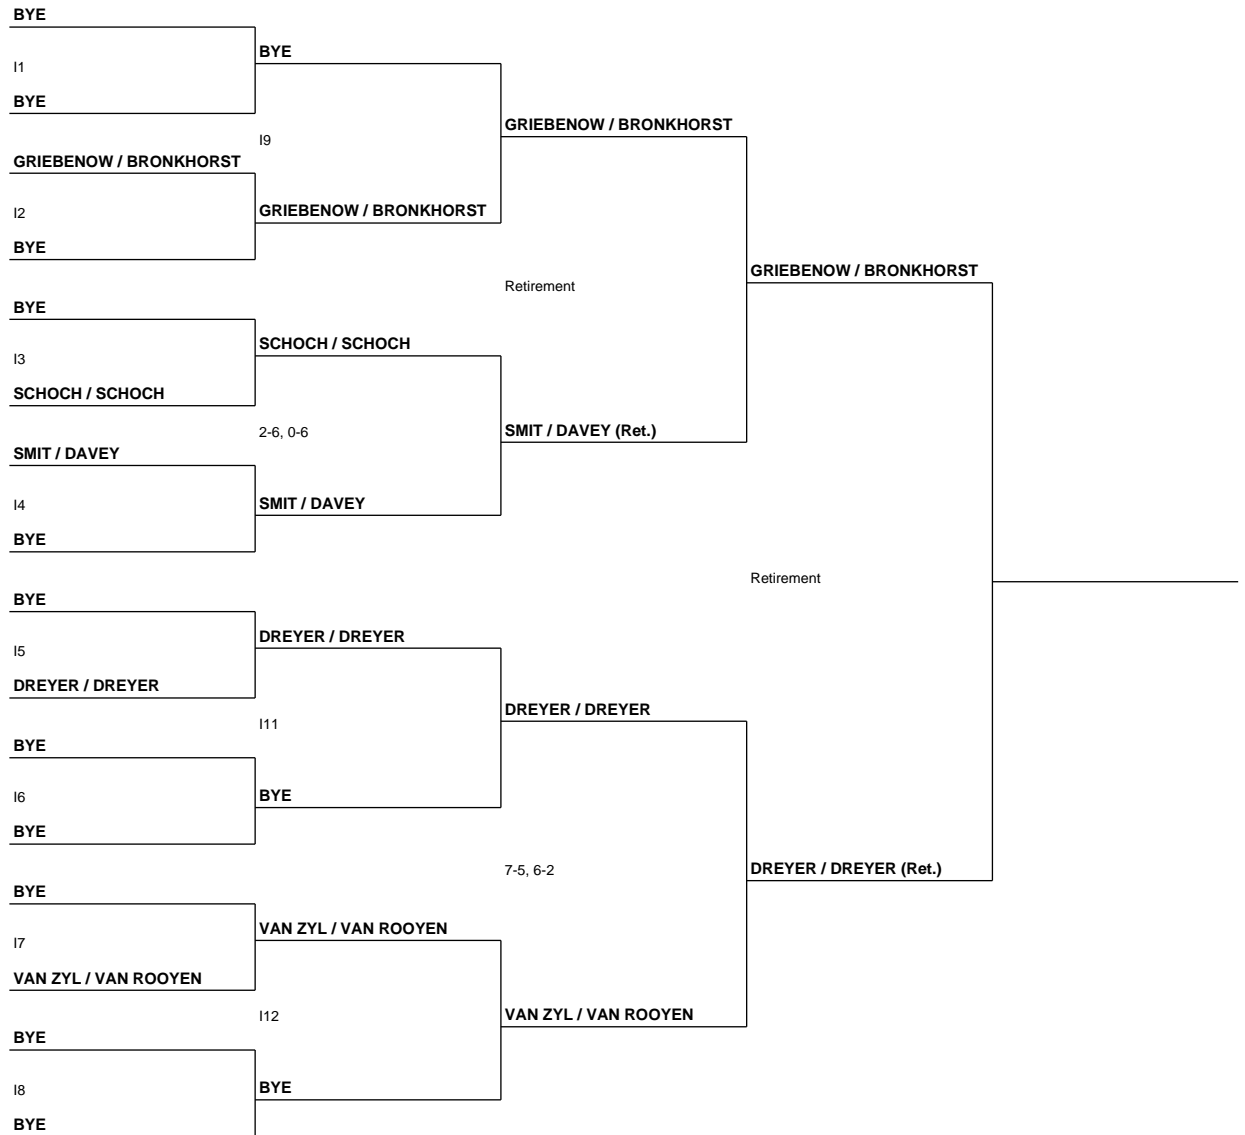 BYE
I1
BYE
GRIEBENOW / BRONKHORST
I2
BYE
BYE
I3
SCHOCH / SCHOCH
SMIT / DAVEY
I4
BYE
BYE
I5
DREYER / DREYER
BYE
I6
BYE
BYE
I7
VAN ZYL / VAN ROOYEN
BYE
I8
BYE
BYE
I9
GRIEBENOW / BRONKHORST
SCHOCH / SCHOCH
2-6, 0-6
SMIT / DAVEY
DREYER / DREYER
I11
BYE
VAN ZYL / VAN ROOYEN
I12
BYE
GRIEBENOW / BRONKHORST
Retirement
SMIT / DAVEY (Ret.)
DREYER / DREYER
7-5, 6-2
VAN ZYL / VAN ROOYEN
GRIEBENOW / BRONKHORST
Retirement
DREYER / DREYER (Ret.)